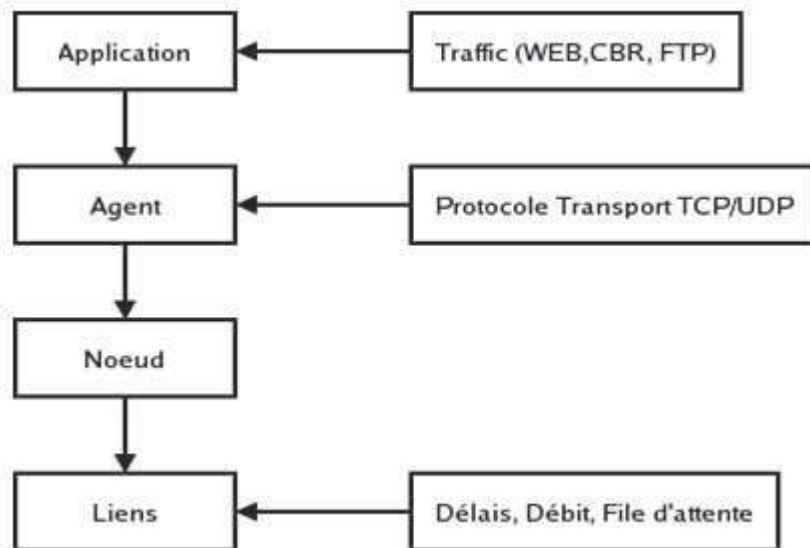 Application
Traffic (WEB,CBR, FTP)
Agent
Protocole Transport TCP/UDP
Noeud
Liens
Délais, Débit, File d'attente